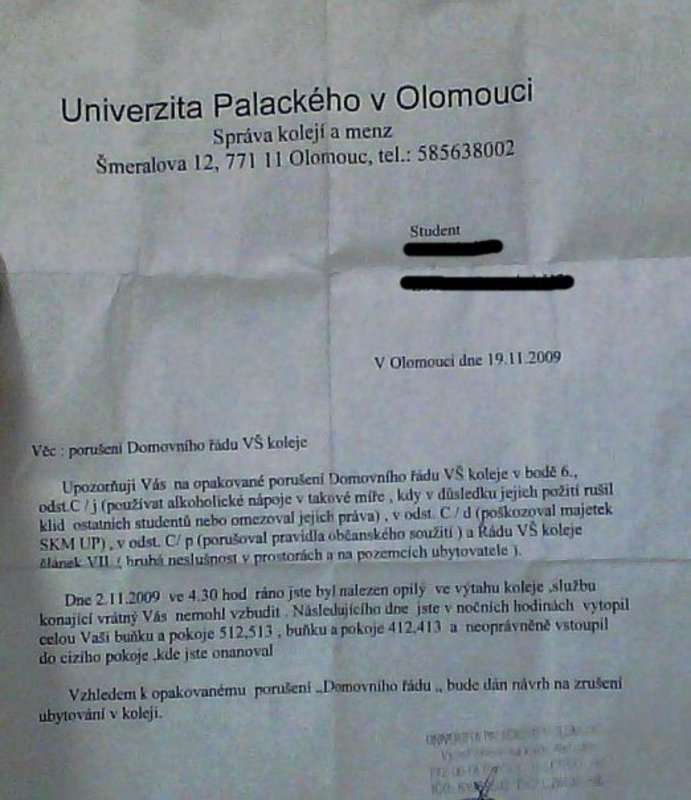 Univerzita Palackého v Olomouci
Správa kolejí a menz
Šmeralova 12, 771 11 Olomouc, tel.: 585638002
Student
V Olomouci dne 19.11.2009
Věc : porušení Domovního řádu VŠ koleje
Upozorňuji Vás na opakované porušení Domovního řádu VŠ koleje v bodě 6.,
odst.C / j (používat alkoholické nápoje v takové míře , kdy v důsledku jejich požití rušil
klid ostatních studentů nebo omezoval jejich práva) , v odst. C / d (poškozoval majetek
SKM UP) , v odst. C/ p (porušoval pravidla občanského soužití ) a Řádu VŠ koleje
článek VII. ( hrubá neslušnost v prostorách a na pozemcích ubytovatele ).
Dne 2.11.2009 ve 4.30 hod ráno jste byl nalezen opilý ve výtahu koleje ,službu
konající vrátný Vás nemohl vzbudit . Následujícího dne jste v nočních hodinách vytopil
celou Vaši buňku a pokoje 512,513 , buňku a pokoje 412,413 a neoprávněně vstoupil
do cizího pokoje ,kde jste onanoval
Vzhledem k opakovanému porušení „Domovního řádu „ bude dán návrh na zrušení
ubytování v koleji.